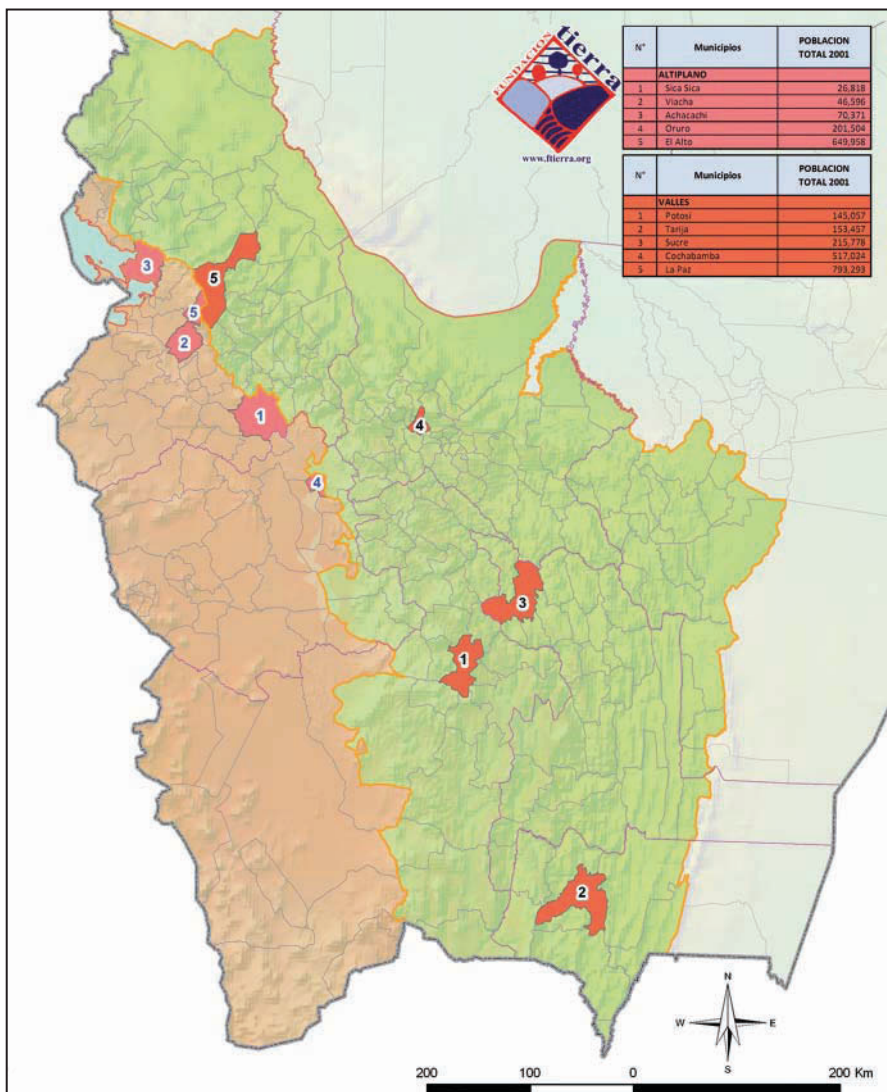 FUNDACION
tierra
www.ftierra.org
N° Municipios POBLACION TOTAL 2001
ALTIPLANO
1 Sica Sica 26,818
2 Viacha 46,596
3 Achacachi 70,371
4 Oruro 201,504
5 El Alto 649,958
N° Municipios POBLACION TOTAL 2001
VALLES
1 Potosí 145,057
2 Tarija 153,457
3 Sucre 215,778
4 Cochabamba 517,024
5 La Paz 793,293
3
5
5
2
1
4
4
3
1
2
N
W E
S
200 100 0 200 Km